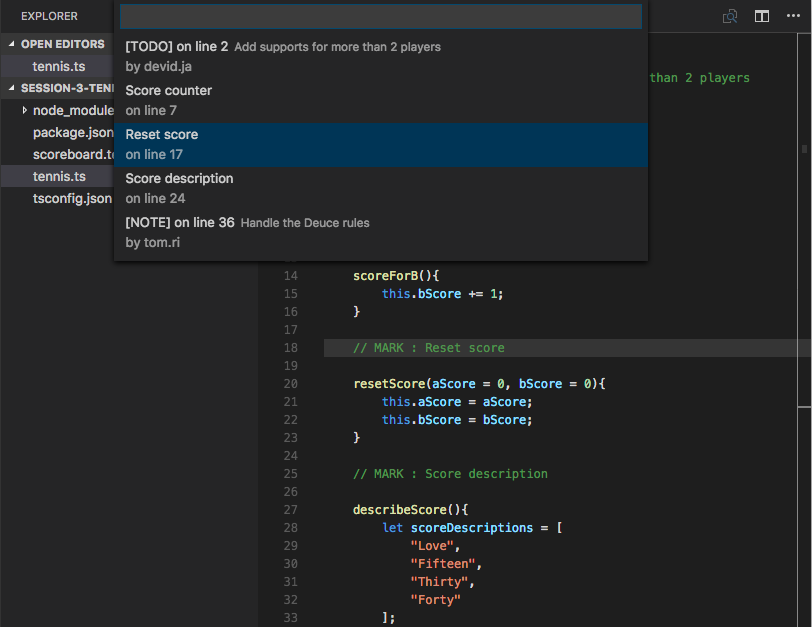 EXPLORER
OPEN EDITORS
tennis.ts
SESSION-3-TENN
node_module
package.json
scoreboard.t
tennis.ts
tsconfig.json
[TODO] on line 2 Add supports for more than 2 players
by devid.ja
Score counter
on line 7
Reset score
on line 17
Score description
on line 24
[NOTE] on line 36 Handle the Deuce rules
by tom.ri
than 2 players
14 scoreForB(){
15 this.bScore += 1;
16 }
17
18 // MARK : Reset score
19
20 resetScore(aScore = 0, bScore = 0){
21 this.aScore = aScore;
22 this.bScore = bScore;
23 }
24
25 // MARK : Score description
26
27 describeScore(){
28 let scoreDescriptions = [
29 "Love",
30 "Fifteen",
31 "Thirty",
32 "Forty"
33 ];